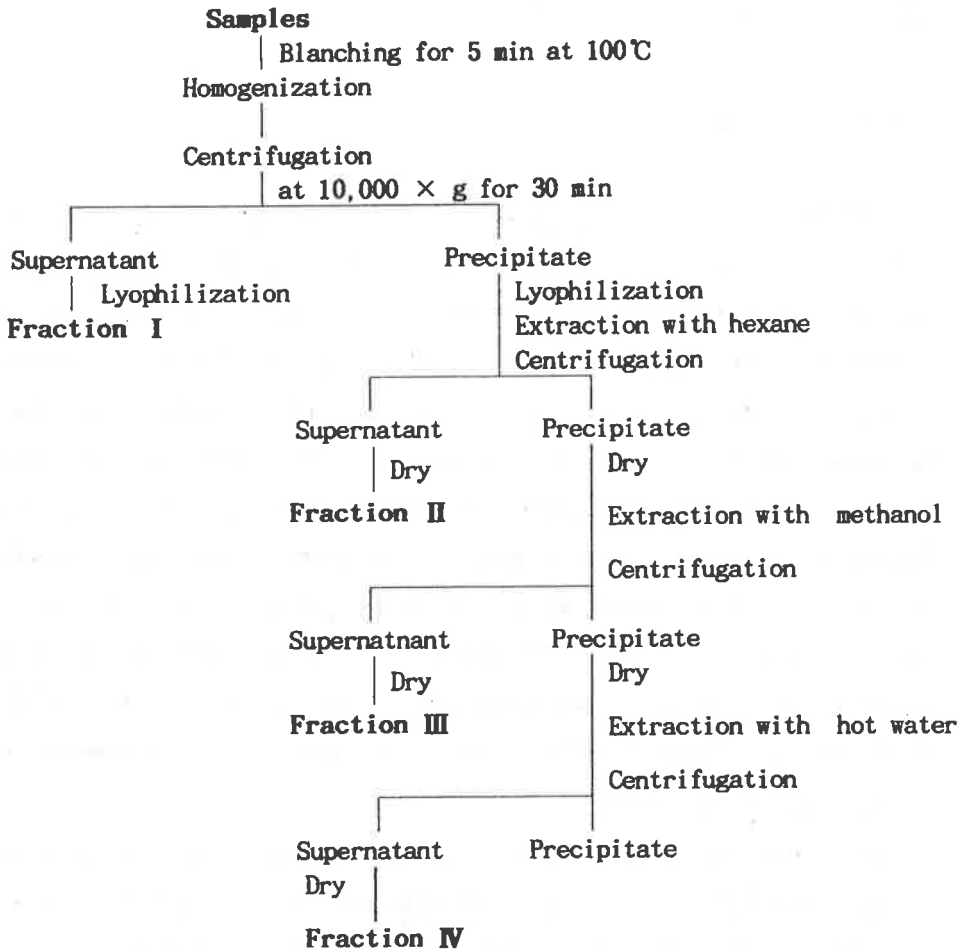 Samples
Blanching for 5 min at 100℃
Homogenization
Centrifugation
at 10,000 × g for 30 min
Supernatant
Lyophilization
Fraction Ⅰ
Precipitate
Lyophilization
Extraction with hexane
Centrifugation
Supernatant
Dry
Fraction Ⅱ
Precipitate
Dry
Extraction with methanol
Centrifugation
Supernatnant
Dry
Fraction Ⅲ
Precipitate
Dry
Extraction with hot water
Centrifugation
Supernatant
Dry
Fraction Ⅳ
Precipitate